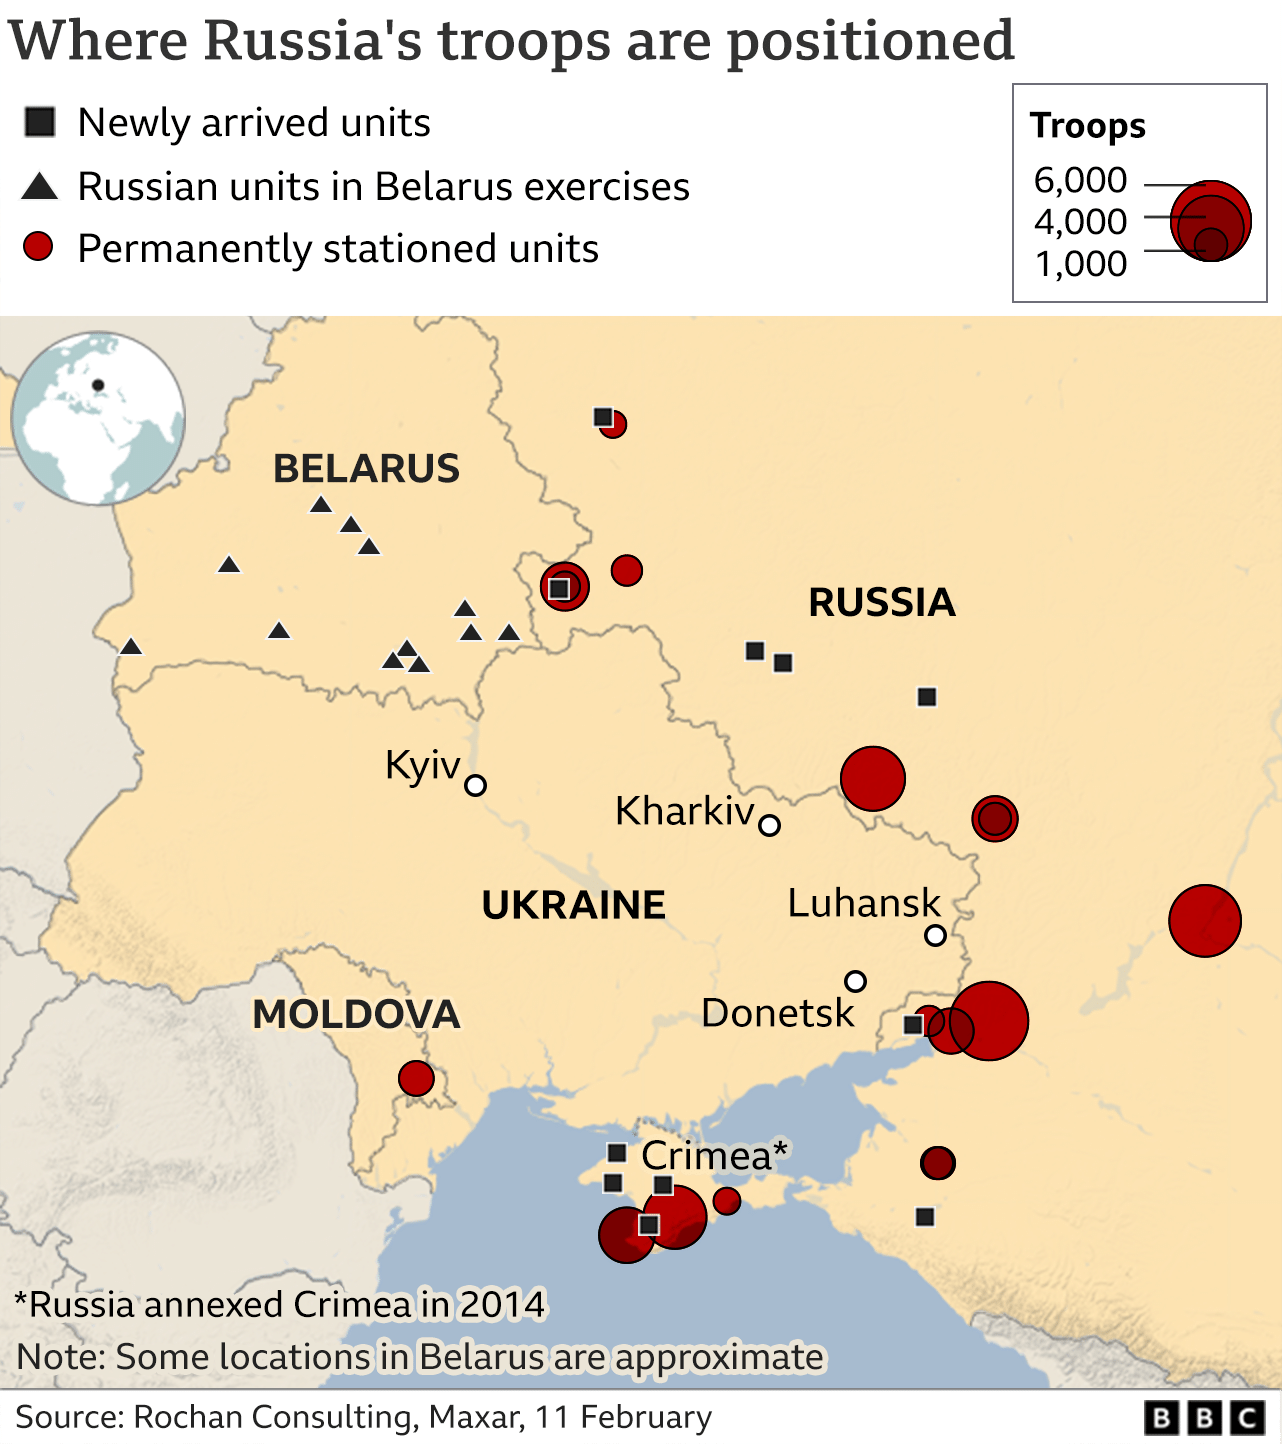 Where Russia's troops are positioned
Newly arrived units
Russian units in Belarus exercises
Permanently stationed units
Troops
6,000
4,000
1,000
BELARUS
RUSSIA
Kyiv
Kharkiv
UKRAINE
Luhansk
MOLDOVA
Donetsk
Crimea*
*Russia annexed Crimea in 2014
Note: Some locations in Belarus are approximate
Source: Rochan Consulting, Maxar, 11 February
BBC